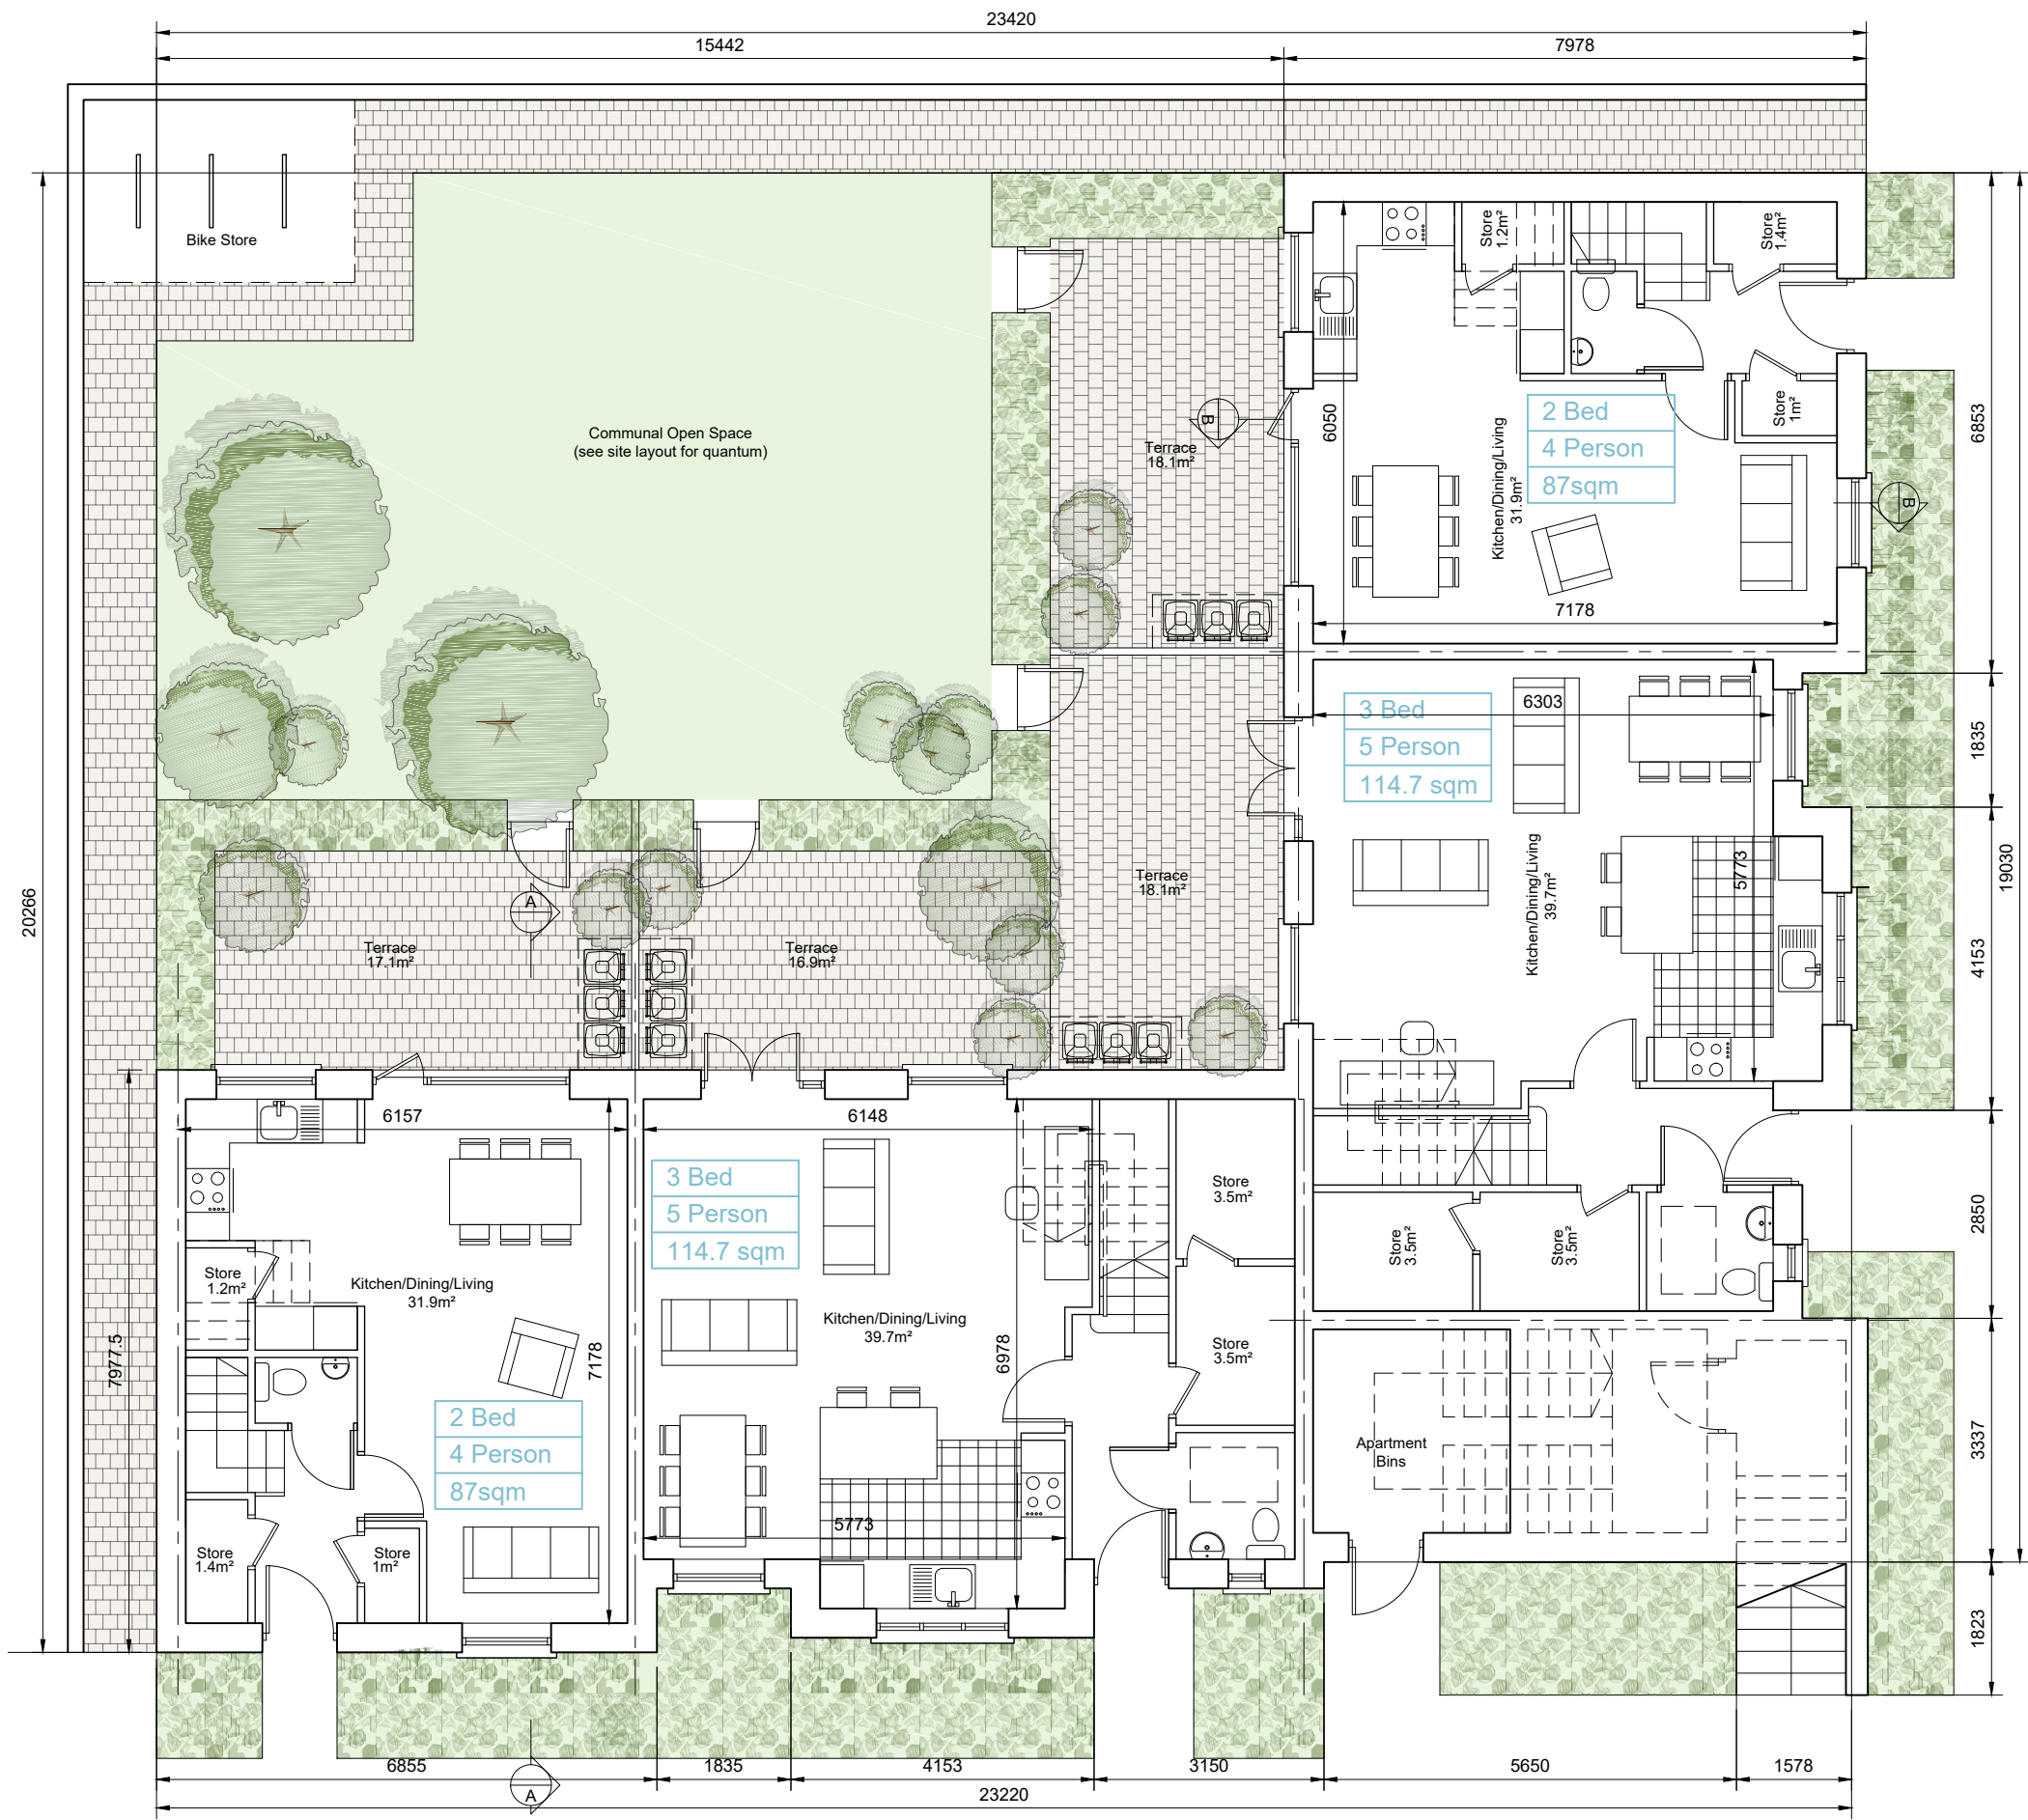 23420
15442
7978
Bike Store
Communal Open Space
(see site layout for quantum)
Store
1.2m²
Store
1.4m²
Store
1m²
6050
Kitchen/Dining/Living
31.9m²
2 Bed
4 Person
87sqm
7178
B
B
Terrace
18.1m²
6853
1835
4153
19030
2850
3337
1823
20266
3 Bed
5 Person
114.7 sqm
6303
5773
Kitchen/Dining/Living
39.7m²
Terrace
18.1m²
A
Terrace
17.1m²
Terrace
16.9m²
6157
6148
3 Bed
5 Person
114.7 sqm
Store
3.5m²
Store
3.5m²
Store
3.5m²
Store
1.2m²
Kitchen/Dining/Living
31.9m²
7977.5
7178
Kitchen/Dining/Living
39.7m²
6978
Store
3.5m²
2 Bed
4 Person
87sqm
Apartment
Bins
5773
Store
1.4m²
Store
1m²
6855
1835
4153
3150
5650
1578
A
23220